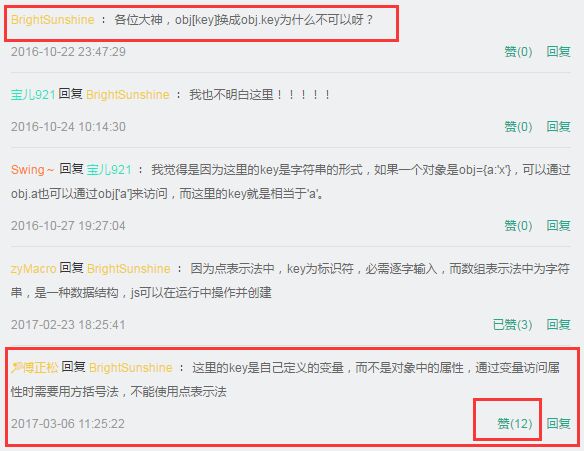 BrightSunshine ： 各位大神，obj[key]换成obj.key为什么不可以呀？
2016-10-22 23:47:29 赞(0) 回复
宝儿921 回复 BrightSunshine ： 我也不明白这里！！！！！
2016-10-24 10:14:30 赞(0) 回复
Swing～ 回复 宝儿921 ： 我觉得是因为这里的key是字符串的形式，如果一个对象是obj={a:'x'}，可以通过
obj.a也可以通过obj['a']来访问，而这里的key就是相当于'a'。
2016-10-27 19:27:04 赞(0) 回复
zyMacro 回复 BrightSunshine ： 因为点表示法中，key为标识符，必需逐字输入，而数组表示法中为字符
串，是一种数据结构，js可以在运行中操作并创建
2017-02-23 18:25:41 已赞(3) 回复
傅正松 回复 BrightSunshine ： 这里的key是自己定义的变量，而不是对象中的属性，通过变量访问属
性时需要用方括号法，不能使用点表示法
2017-03-06 11:25:22 赞(12) 回复